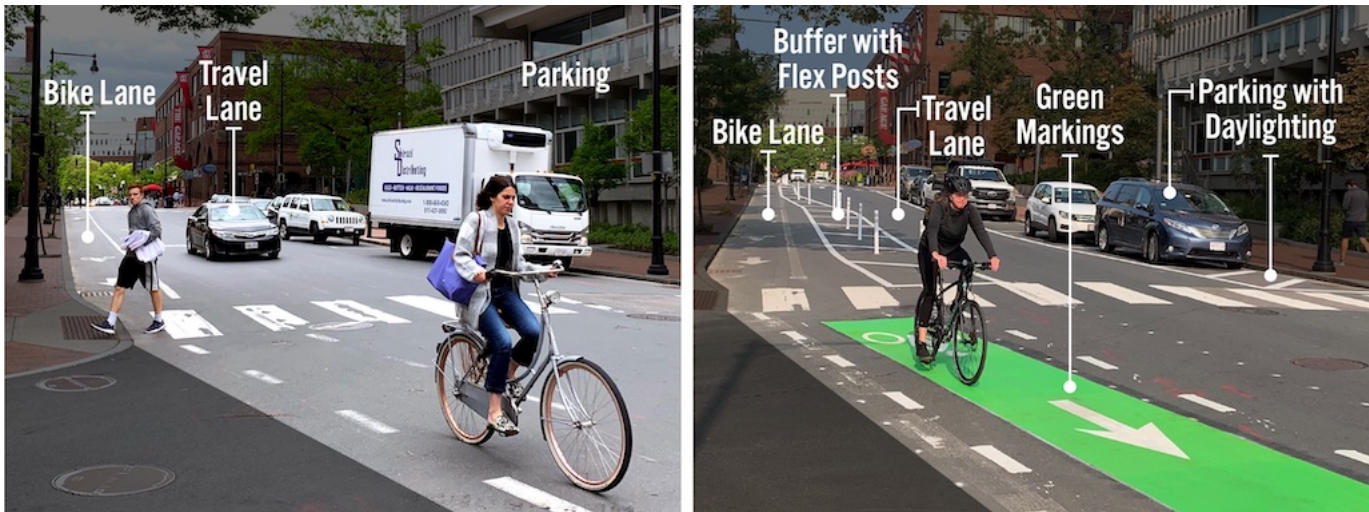 Bike Lane
Travel
Lane
Parking
Buffer with
Flex Posts
Bike Lane
Travel
Lane
Green
Markings
Parking with
Daylighting